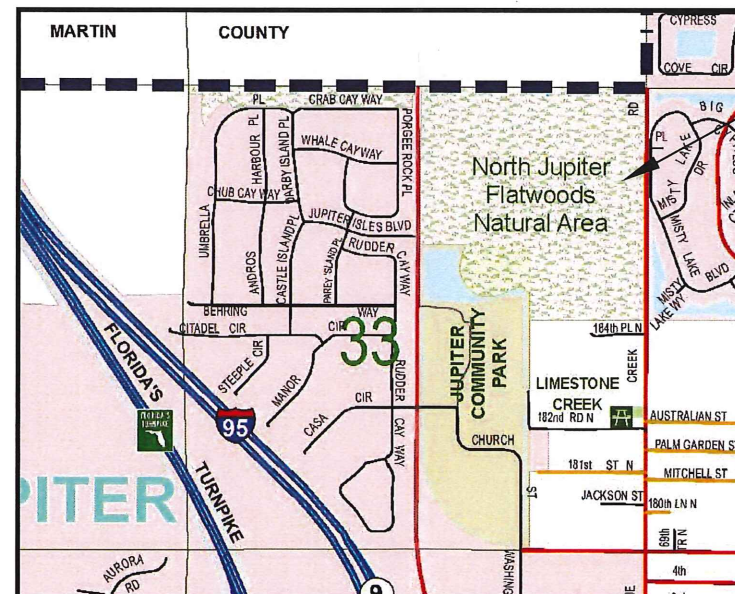 MARTIN COUNTY
CYPRESS
COVE CIR
BIG
PL
CRAB CAY WAY
RD
PORGEE ROCK PL
HARBOUR PL
DARBY ISLAND PL
WHALE CAYWAY
North Jupiter
Flatwoods
Natural Area
PL
MISTY LAKE DR
CHUB CAY WAY
UMBRELLA
ANDROS
CASTLE ISLAND PL
JUPITER ISLES BLVD
PAREY ISLAND PL
RUDDER CAY WAY
MISTY LAKE BLVD
MISTY
LAKE WY
BEHRING WAY
CITADEL CIR
CIR
33
184th PL N
FLORIDA'S TURNPIKE
STEEPLE CIR
MANOR
RUDDER CAY WAY
JUPITER
COMMUNITY
PARK
CREEK
LIMESTONE
CREEK
CASA CIR
182nd RD N
AUSTRALIAN ST
FLORIDA'S
TURNPIKE
95
CHURCH ST
PALM GARDEN ST
181st ST N
MITCHELL ST
PITER
JACKSON ST
180th LN N
69th
TR N
AURORA
RD
WASHING
4th
9